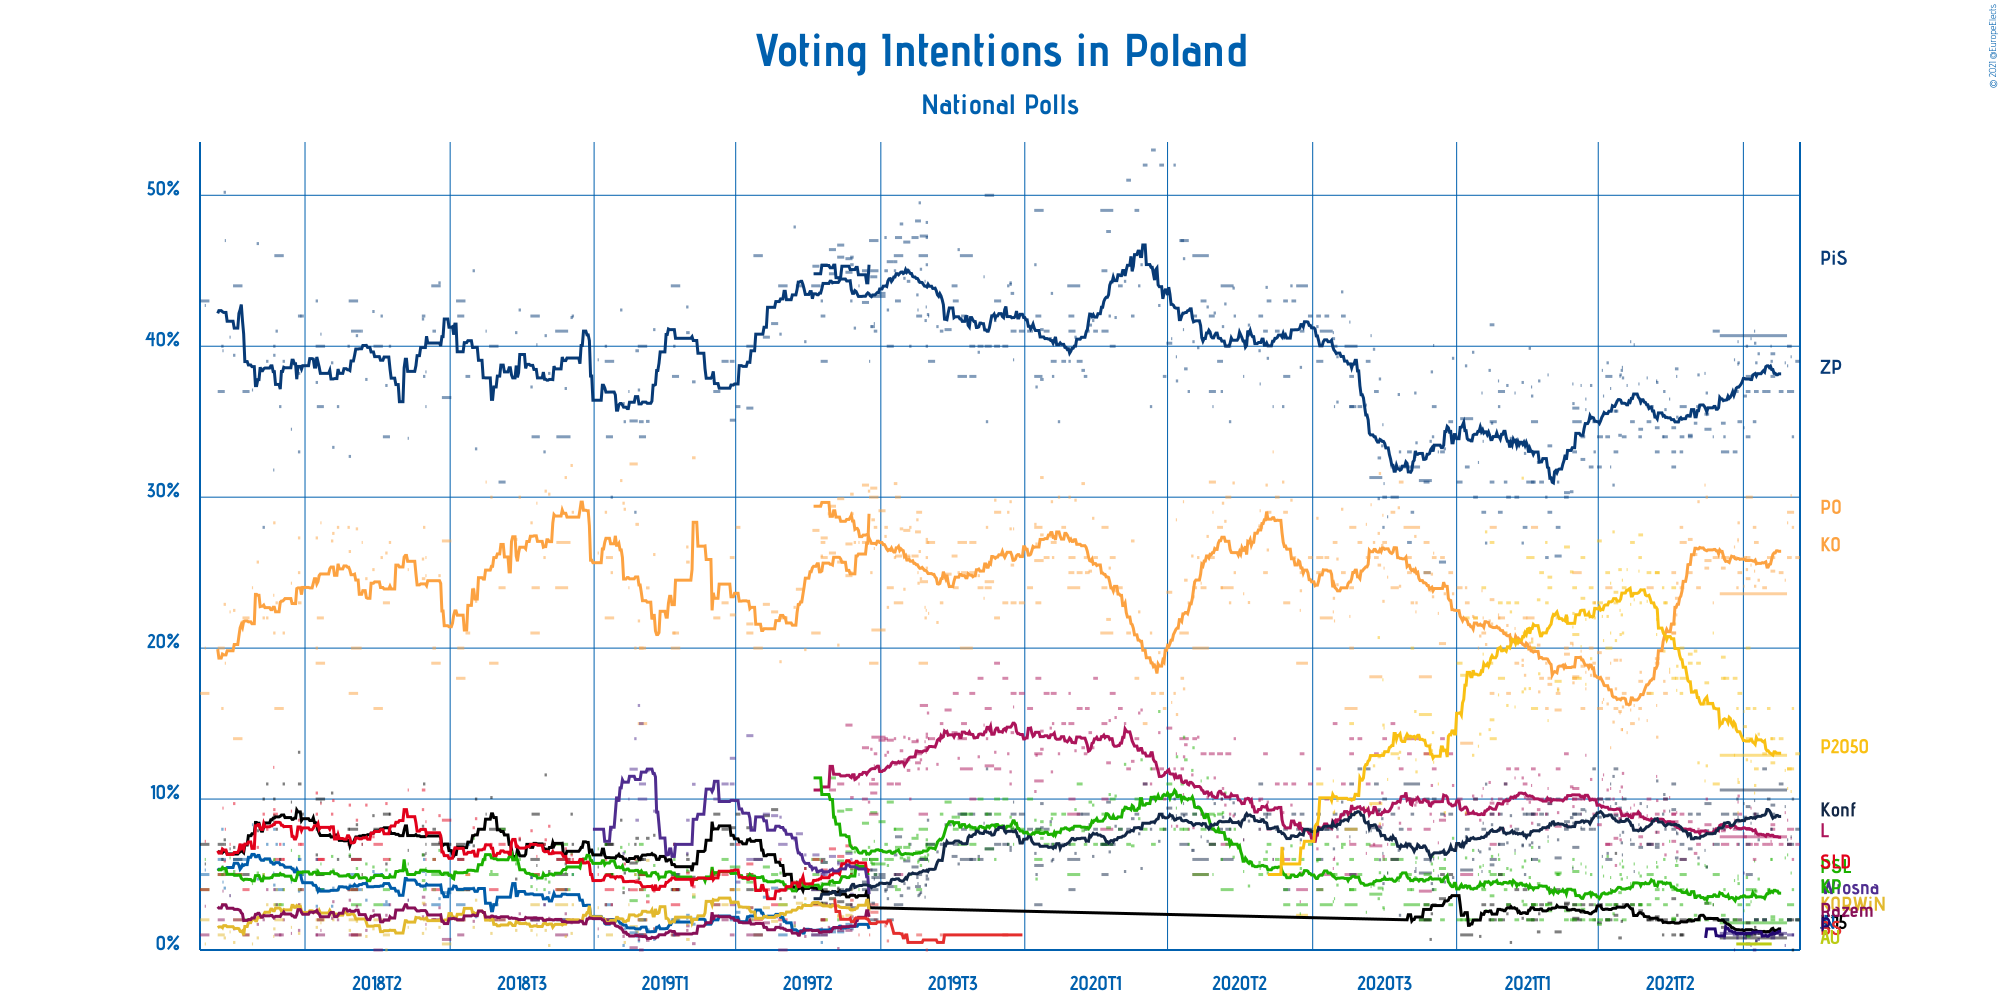 © 2021 @EuropeElects
Voting Intentions in Poland
National Polls
50%
40%
30%
20%
10%
0%
PiS
ZP
PO
KO
P2050
Konf
L
SLD
PSL
Wiosna
KORWiN
Razem
AU
2018T2
2018T3
2019T1
2019T2
2019T3
2020T1
2020T2
2020T3
2021T1
2021T2